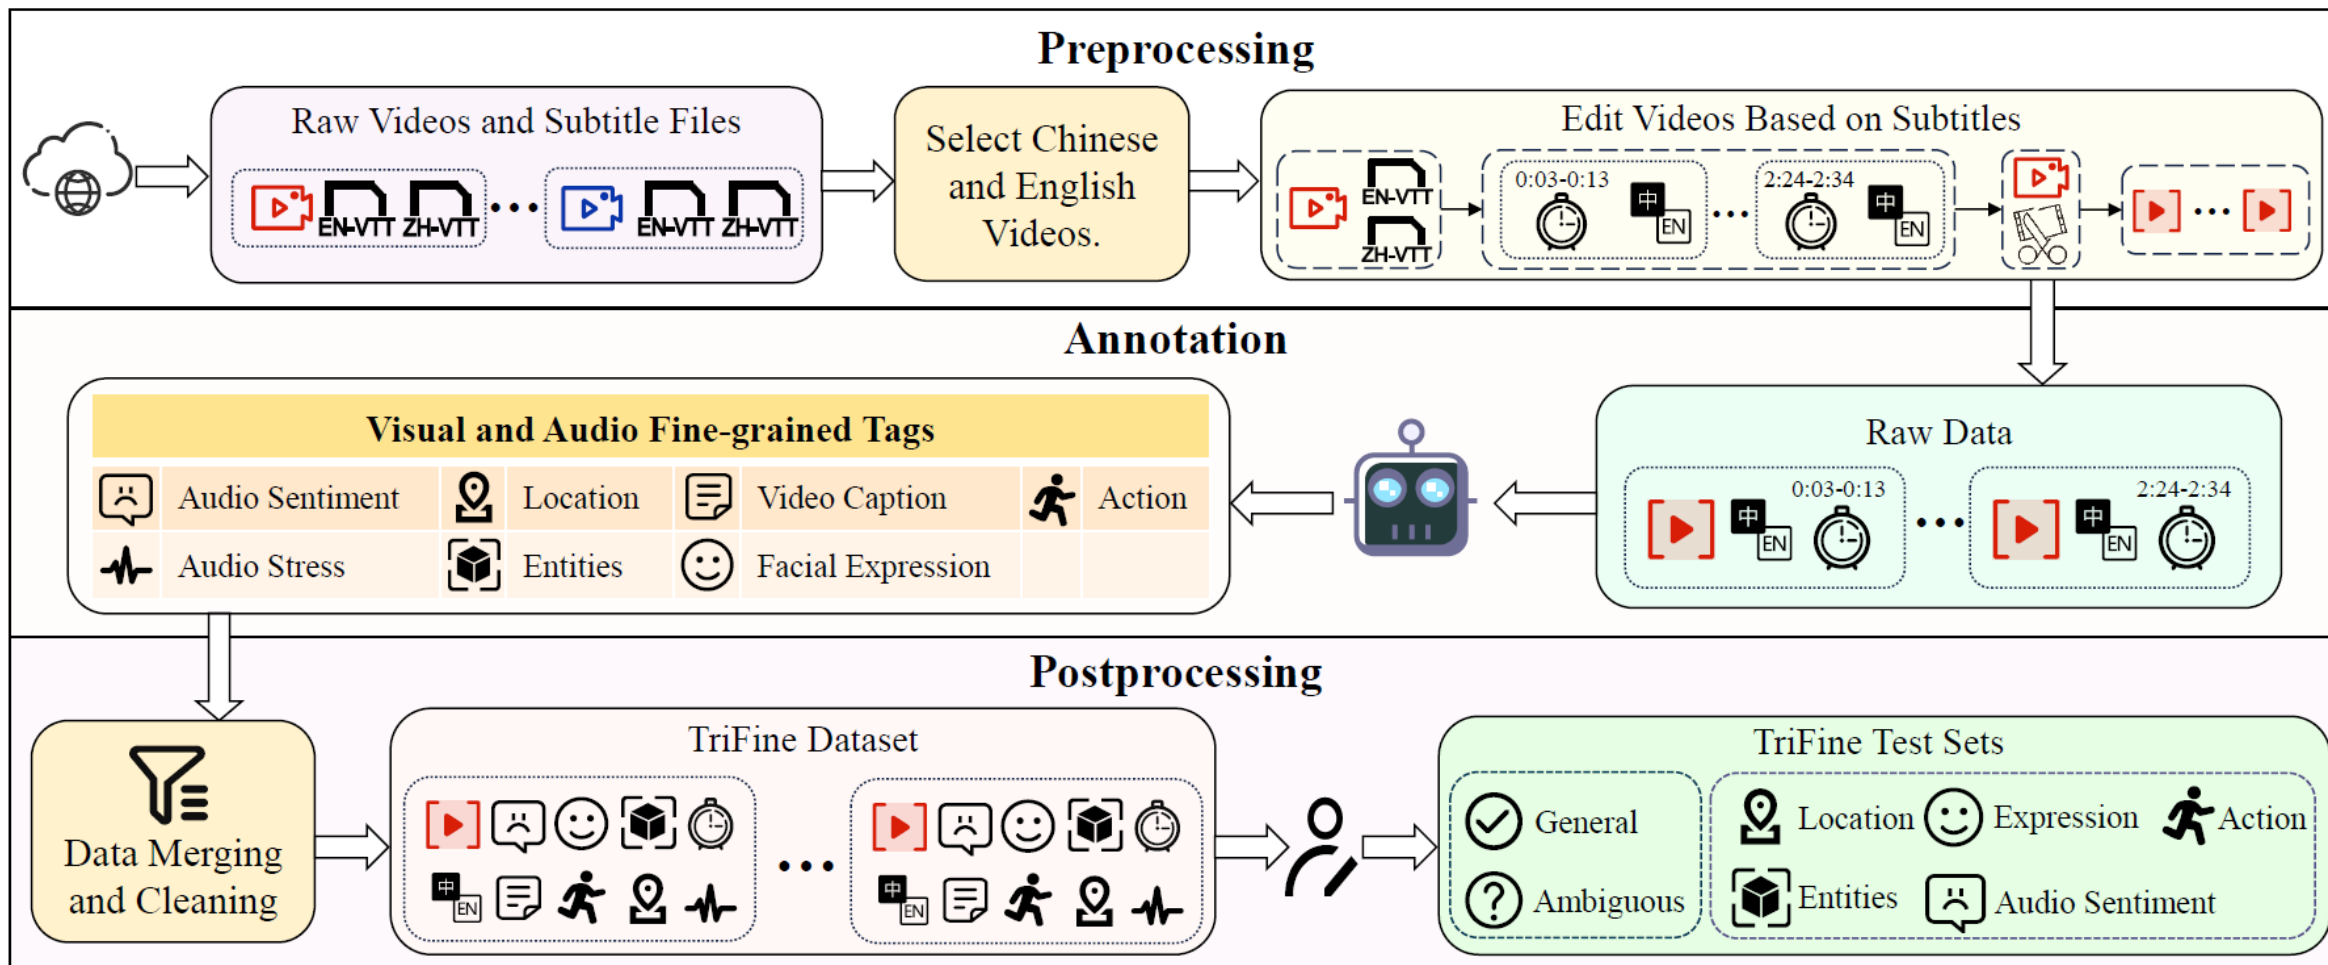 Preprocessing
Raw Videos and Subtitle Files
EN-VTT ZH-VTT ... EN-VTT ZH-VTT
Select Chinese
and English
Videos.
Edit Videos Based on Subtitles
EN-VTT
ZH-VTT
0:03-0:13
中
EN
...
2:24-2:34
中
EN
...
Annotation
Visual and Audio Fine-grained Tags
Audio Sentiment Location Video Caption Action
Audio Stress Entities Facial Expression
Raw Data
0:03-0:13
中
EN
...
2:24-2:34
中
EN
Postprocessing
Data Merging
and Cleaning
TriFine Dataset
中
EN
...
中
EN
TriFine Test Sets
General
Ambiguous
Location Expression Action
Entities Audio Sentiment